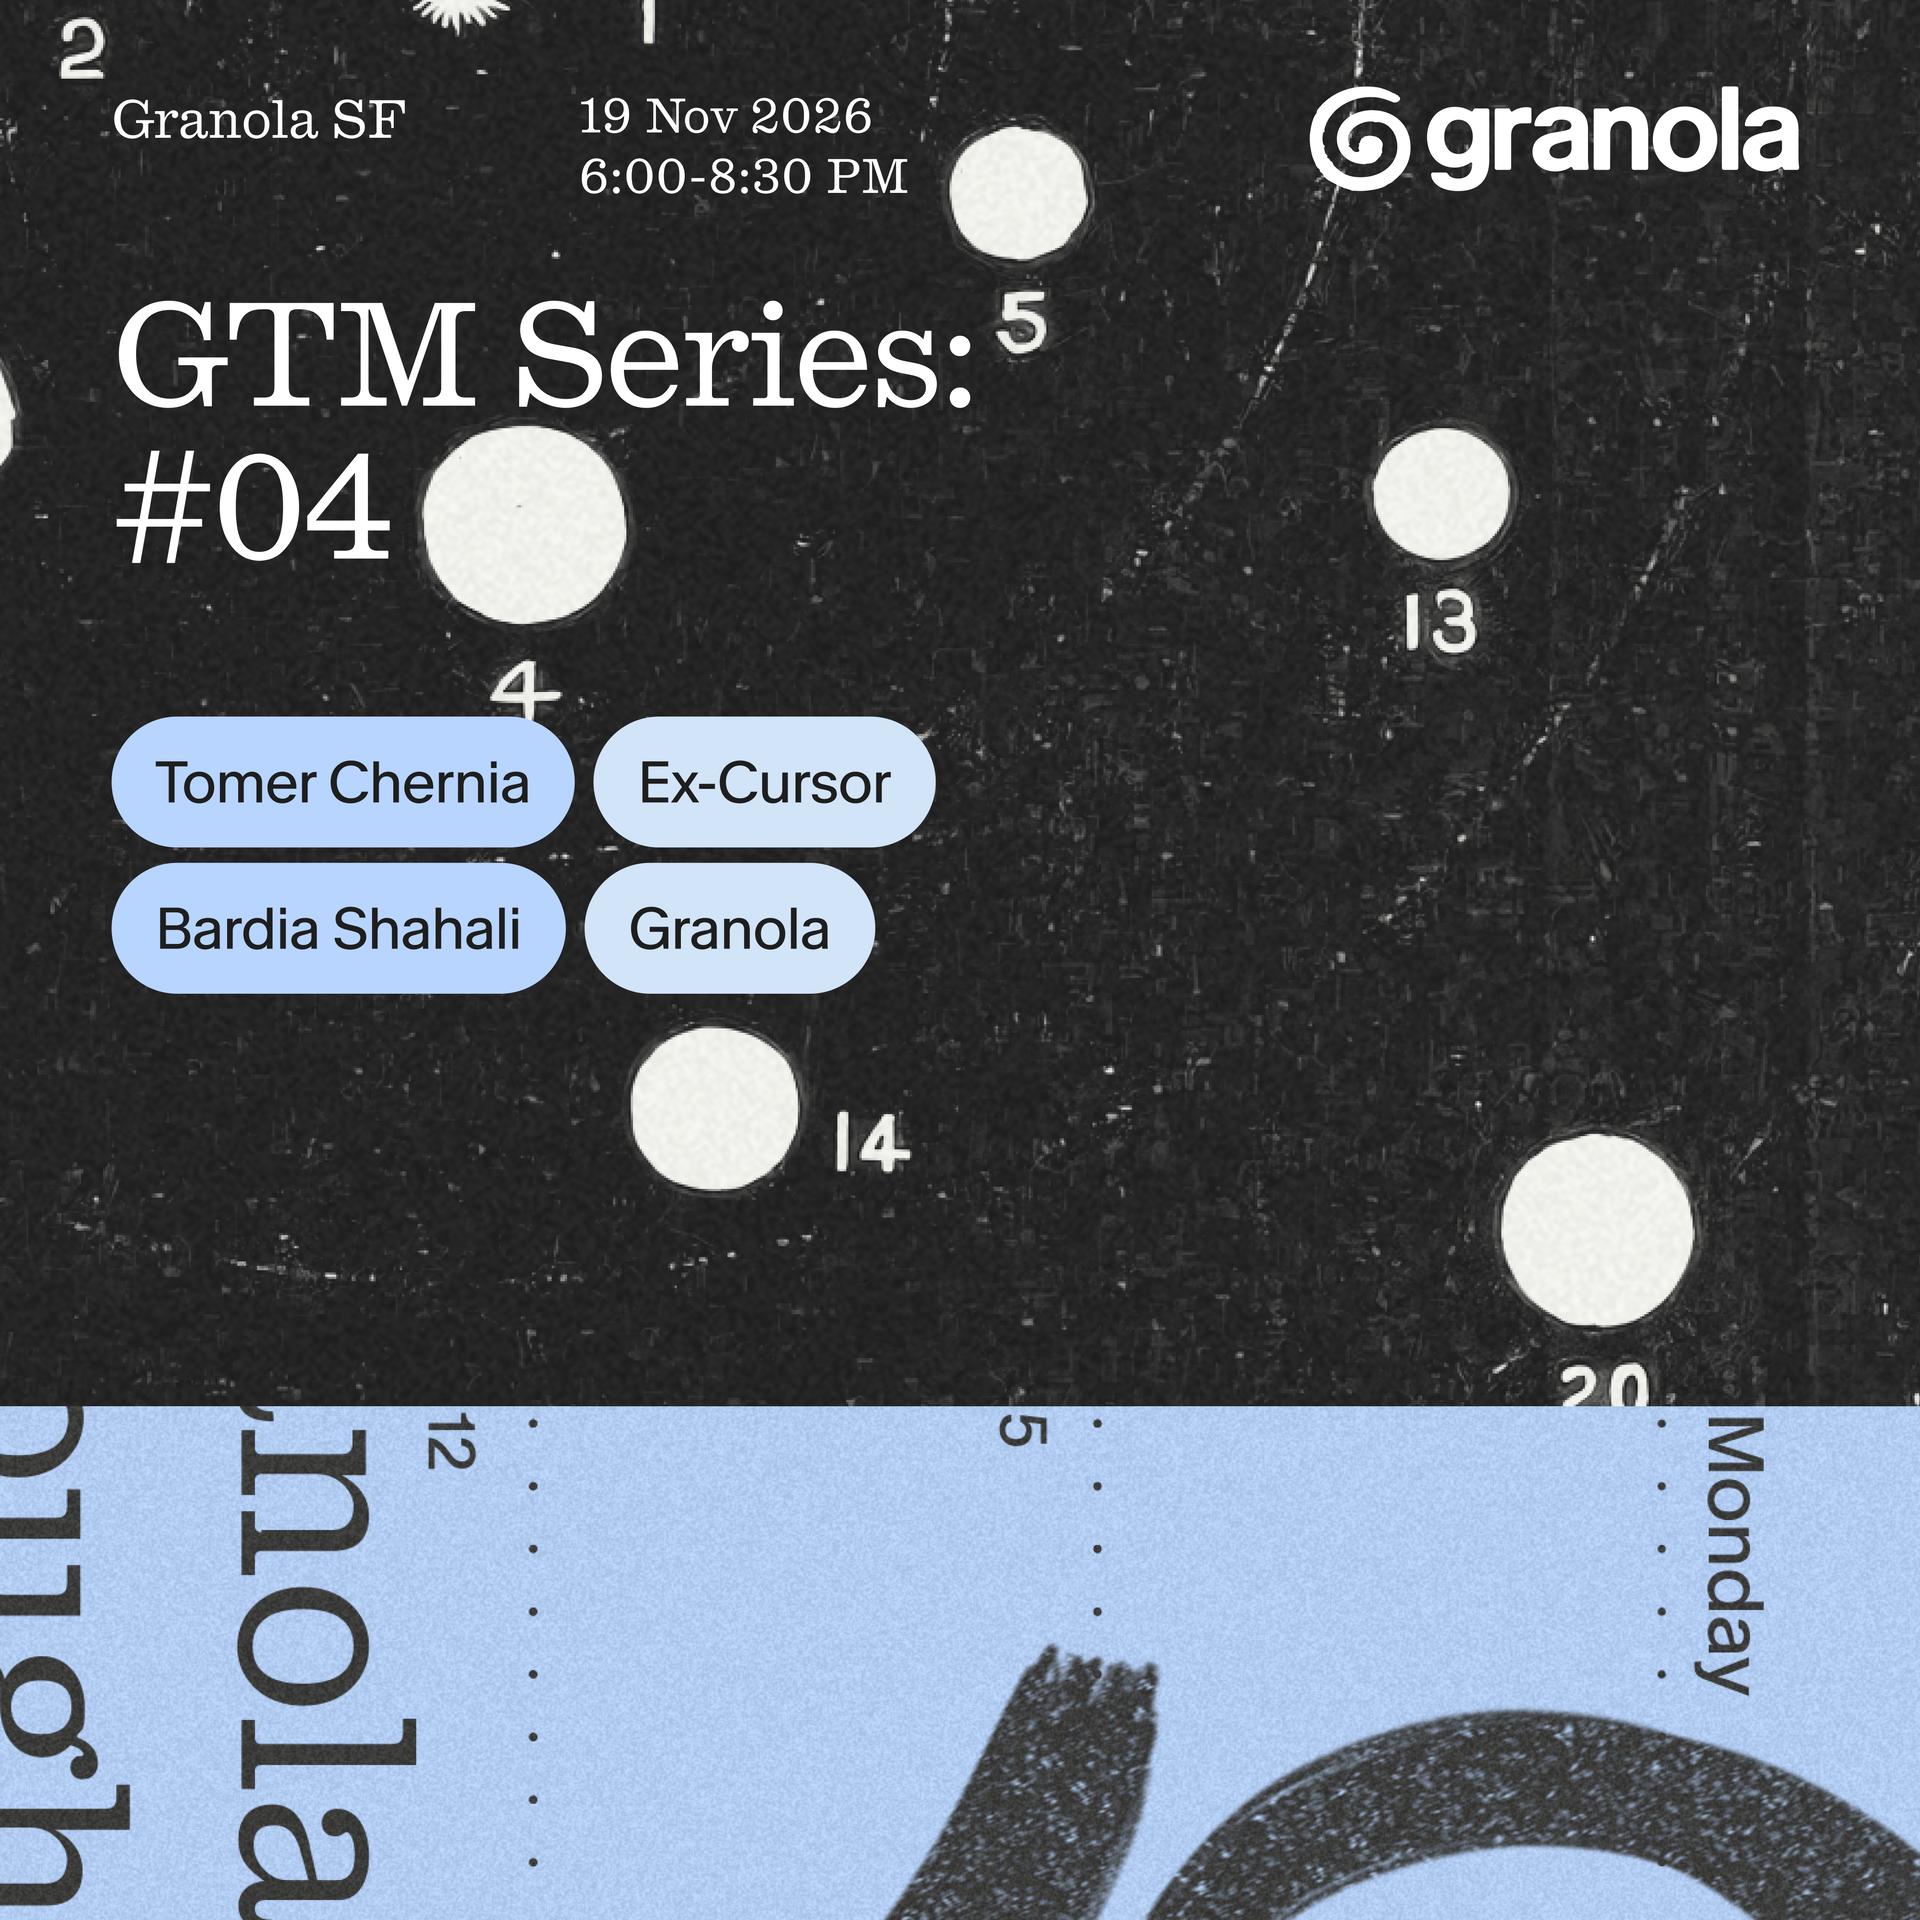 2
1
Granola SF
19 Nov 2026
6:00-8:30 PM
granola
GTM Series:
#04
5
13
4
Tomer Chernia
Ex-Cursor
Bardia Shahali
Granola
14
20
12
5
Monday